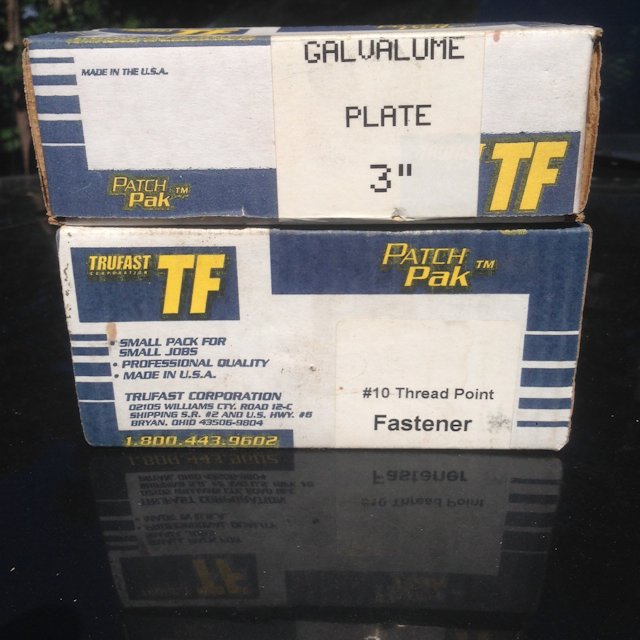 TF
MADE IN THE U.S.A.
GALVALUME
PLATE
3"
PATCH
Pak™
TF
TRUFAST
CORPORATION
TF
PATCH
Pak™
• SMALL PACK FOR
SMALL JOBS
• PROFESSIONAL QUALITY
• MADE IN U.S.A.
TRUFAST CORPORATION
02105 WILLIAMS CTY. ROAD 12-C
SHIPPING S.R. #2 AND U.S. HWY. #6
BRYAN, OHIO 43506-9804
1.800.443.9602
#10 Thread Point
Fastener